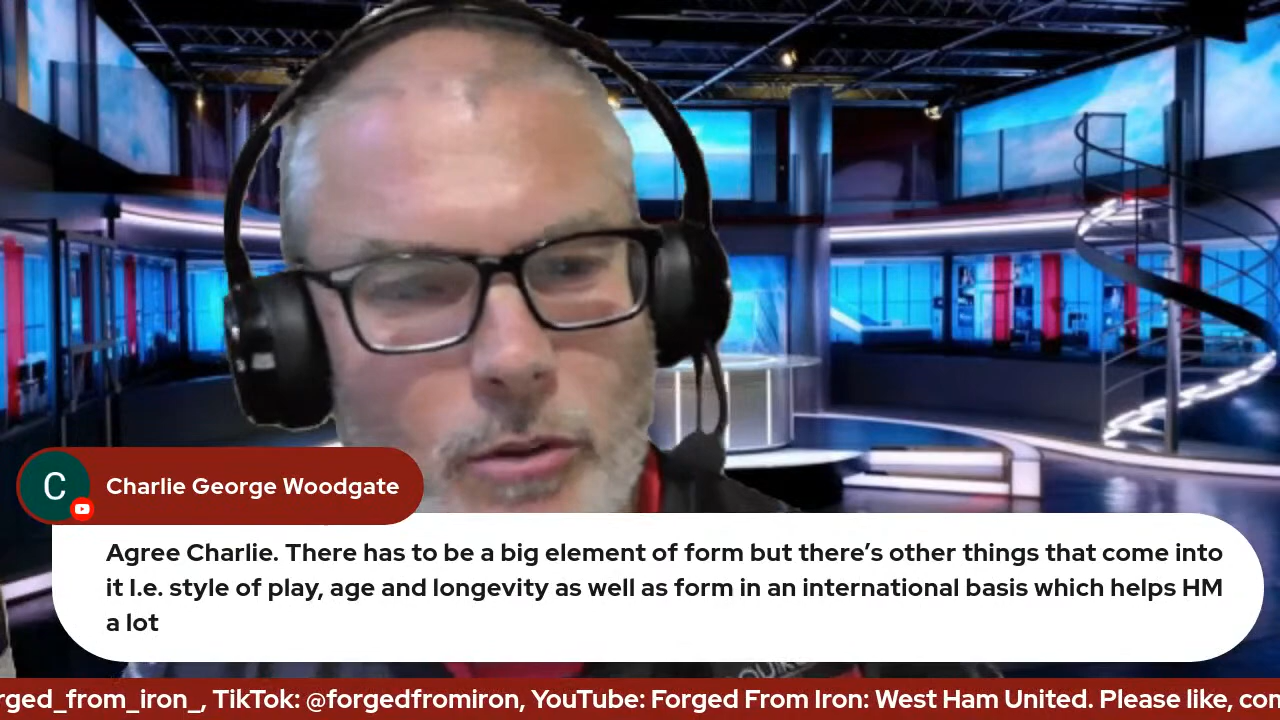 C
Charlie George Woodgate
Agree Charlie. There has to be a big element of form but there’s other things that come into
it I.e. style of play, age and longevity as well as form in an international basis which helps HM
a lot
rged_from_iron_, TikTok: @forgedfromiron, YouTube: Forged From Iron: West Ham United. Please like, con